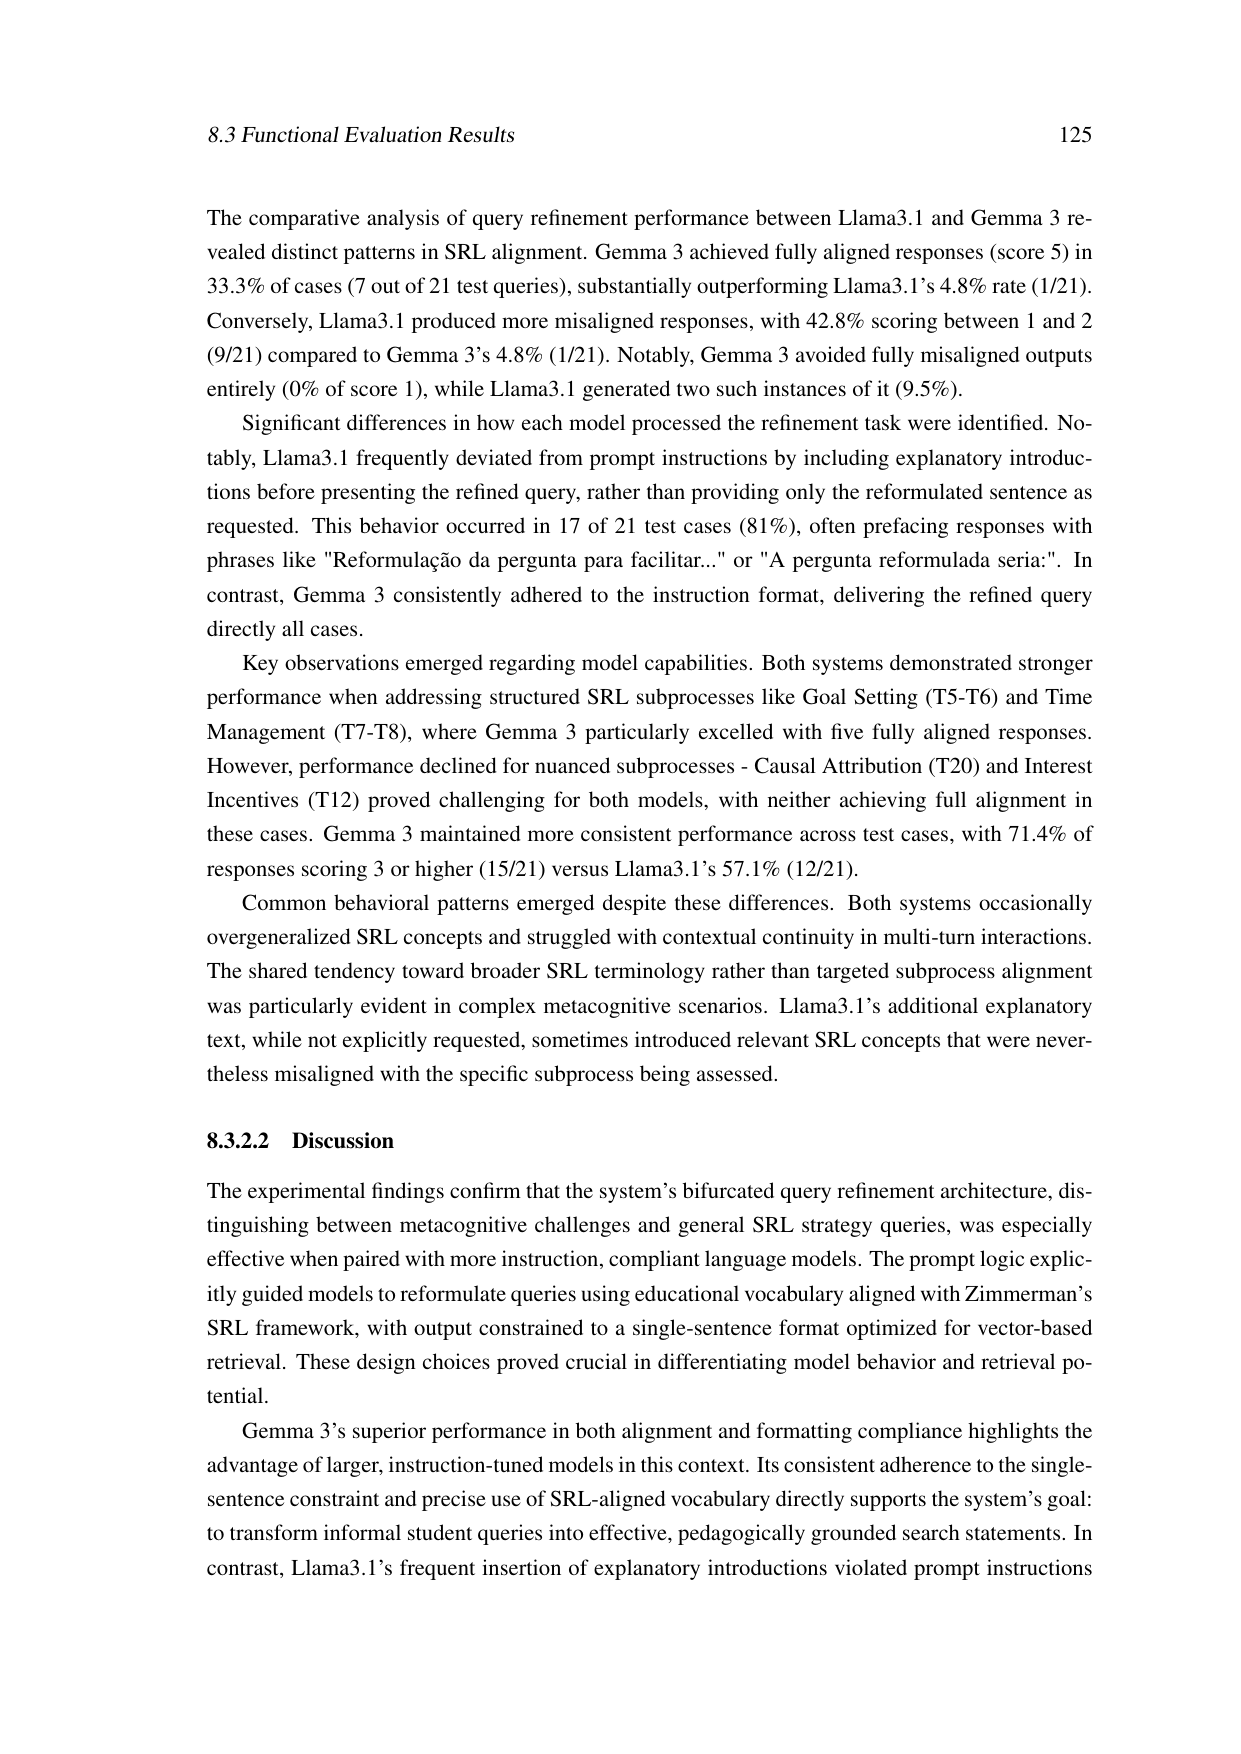 8.3 Functional Evaluation Results 125
The comparative analysis of query refinement performance between Llama3.1 and Gemma 3 re-
vealed distinct patterns in SRL alignment. Gemma 3 achieved fully aligned responses (score 5) in
33.3% of cases (7 out of 21 test queries), substantially outperforming Llama3.1's 4.8% rate (1/21).
Conversely, Llama3.1 produced more misaligned responses, with 42.8% scoring between 1 and 2
(9/21) compared to Gemma 3's 4.8% (1/21). Notably, Gemma 3 avoided fully misaligned outputs
entirely (0% of score 1), while Llama3.1 generated two such instances of it (9.5%).
Significant differences in how each model processed the refinement task were identified. No-
tably, Llama3.1 frequently deviated from prompt instructions by including explanatory introduc-
tions before presenting the refined query, rather than providing only the reformulated sentence as
requested. This behavior occurred in 17 of 21 test cases (81%), often prefacing responses with
phrases like "Reformulação da pergunta para facilitar..." or "A pergunta reformulada seria:". In
contrast, Gemma 3 consistently adhered to the instruction format, delivering the refined query
directly all cases.
Key observations emerged regarding model capabilities. Both systems demonstrated stronger
performance when addressing structured SRL subprocesses like Goal Setting (T5-T6) and Time
Management (T7-T8), where Gemma 3 particularly excelled with five fully aligned responses.
However, performance declined for nuanced subprocesses - Causal Attribution (T20) and Interest
Incentives (T12) proved challenging for both models, with neither achieving full alignment in
these cases. Gemma 3 maintained more consistent performance across test cases, with 71.4% of
responses scoring 3 or higher (15/21) versus Llama3.1's 57.1% (12/21).
Common behavioral patterns emerged despite these differences. Both systems occasionally
overgeneralized SRL concepts and struggled with contextual continuity in multi-turn interactions.
The shared tendency toward broader SRL terminology rather than targeted subprocess alignment
was particularly evident in complex metacognitive scenarios. Llama3.1's additional explanatory
text, while not explicitly requested, sometimes introduced relevant SRL concepts that were never-
theless misaligned with the specific subprocess being assessed.
8.3.2.2 Discussion
The experimental findings confirm that the system's bifurcated query refinement architecture, dis-
tinguishing between metacognitive challenges and general SRL strategy queries, was especially
effective when paired with more instruction, compliant language models. The prompt logic explic-
itly guided models to reformulate queries using educational vocabulary aligned with Zimmerman's
SRL framework, with output constrained to a single-sentence format optimized for vector-based
retrieval. These design choices proved crucial in differentiating model behavior and retrieval po-
tential.
Gemma 3's superior performance in both alignment and formatting compliance highlights the
advantage of larger, instruction-tuned models in this context. Its consistent adherence to the single-
sentence constraint and precise use of SRL-aligned vocabulary directly supports the system's goal:
to transform informal student queries into effective, pedagogically grounded search statements. In
contrast, Llama3.1's frequent insertion of explanatory introductions violated prompt instructions